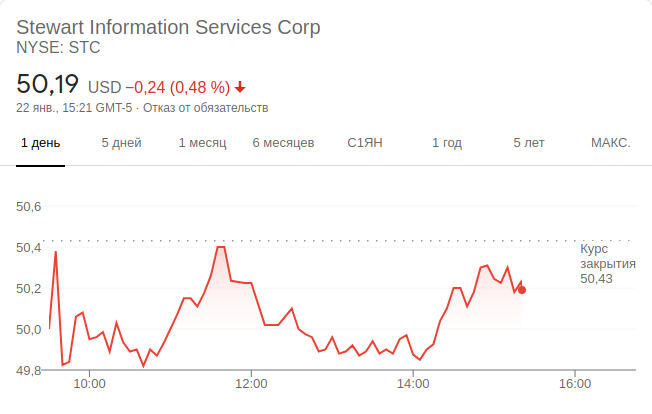 Stewart Information Services Corp
NYSE: STC
50,19 USD −0,24 (0,48 %)
22 янв., 15:21 GMT-5 · Отказ от обязательств
1 день 5 дней 1 месяц 6 месяцев С1ЯН 1 год 5 лет МАКС.
50,6
50,4
Курс
закрытия
50,43
50,2
50,0
49,8
10:00 12:00 14:00 16:00